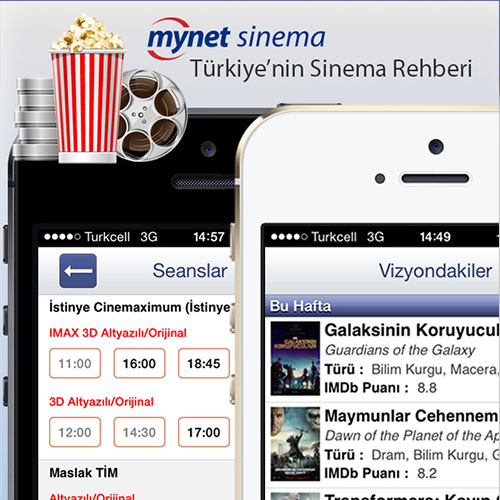 mynet sinema
Türkiye'nin Sinema Rehberi
Turkcell 3G 14:57
Seanslar
İstinye Cinemaximum (İstinye
IMAX 3D Altyazılı/Orijinal
11:00 16:00 18:45
3D Altyazılı/Orijinal
12:00 14:30 17:00
Maslak TİM
Altyazılı/Orijinal
Turkcell 3G 14:49
Vizyondakiler
Bu Hafta
Galaksinin Koruyucul
Guardians of the Galaxy
Türü : Bilim Kurgu, Macera,
IMDb Puanı : 8.8
Maymunlar Cehennem
Dawn of the Planet of the Ap
Türü : Dram, Bilim Kurgu, G
IMDb Puanı : 8.2
Transformers: Kayıp